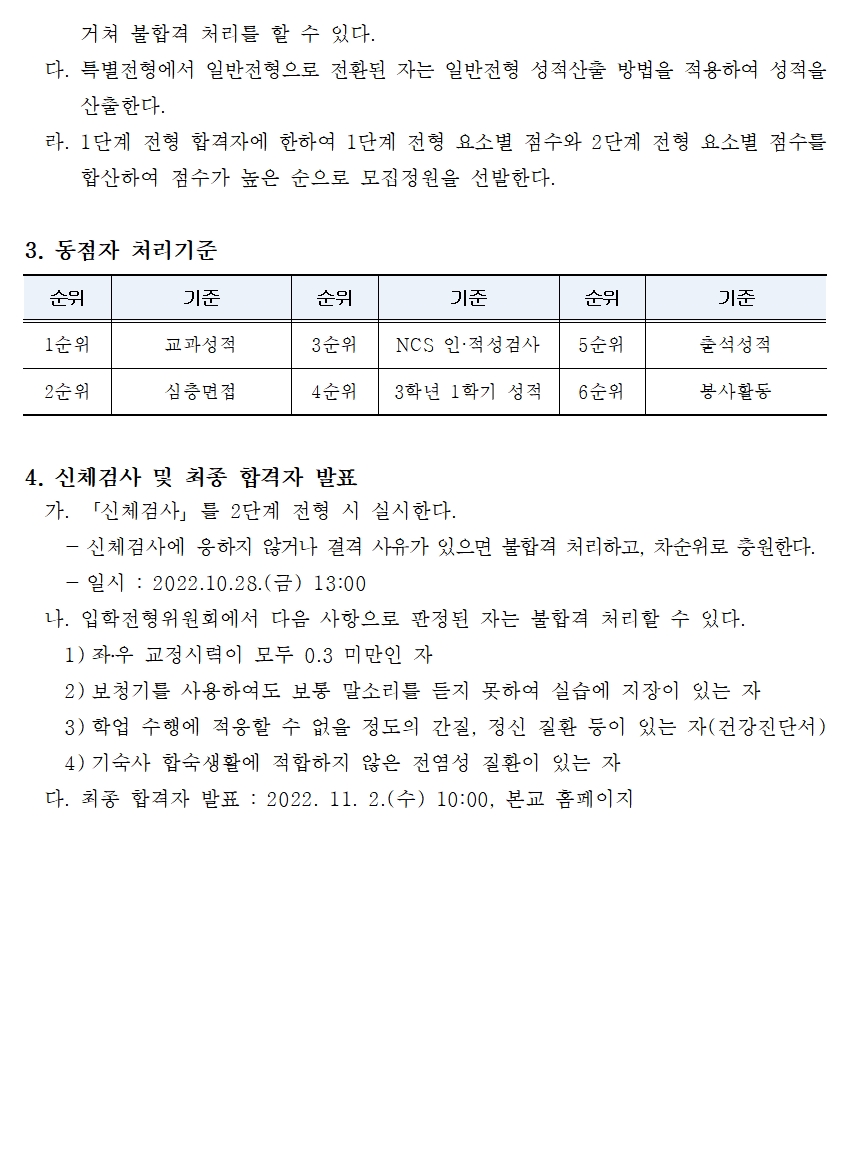 거쳐 불합격 처리를 할 수 있다.
다. 특별전형에서 일반전형으로 전환된 자는 일반전형 성적산출 방법을 적용하여 성적을
산출한다.
라. 1단계 전형 합격자에 한하여 1단계 전형 요소별 점수와 2단계 전형 요소별 점수를
합산하여 점수가 높은 순으로 모집정원을 선발한다.
3. 동점자 처리기준
순위 기준 순위 기준 순위 기준
1순위 교과성적 3순위 NCS 인·적성검사 5순위 출석성적
2순위 심층면접 4순위 3학년 1학기 성적 6순위 봉사활동
4. 신체검사 및 최종 합격자 발표
가. 「신체검사」를 2단계 전형 시 실시한다.
- 신체검사에 응하지 않거나 결격 사유가 있으면 불합격 처리하고, 차순위로 충원한다.
- 일시 : 2022.10.28.(금) 13:00
나. 입학전형위원회에서 다음 사항으로 판정된 자는 불합격 처리할 수 있다.
1) 좌·우 교정시력이 모두 0.3 미만인 자
2) 보청기를 사용하여도 보통 말소리를 듣지 못하여 실습에 지장이 있는 자
3) 학업 수행에 적응할 수 없을 정도의 간질, 정신 질환 등이 있는 자(건강진단서)
4) 기숙사 합숙생활에 적합하지 않은 전염성 질환이 있는 자
다. 최종 합격자 발표 : 2022. 11. 2.(수) 10:00, 본교 홈페이지